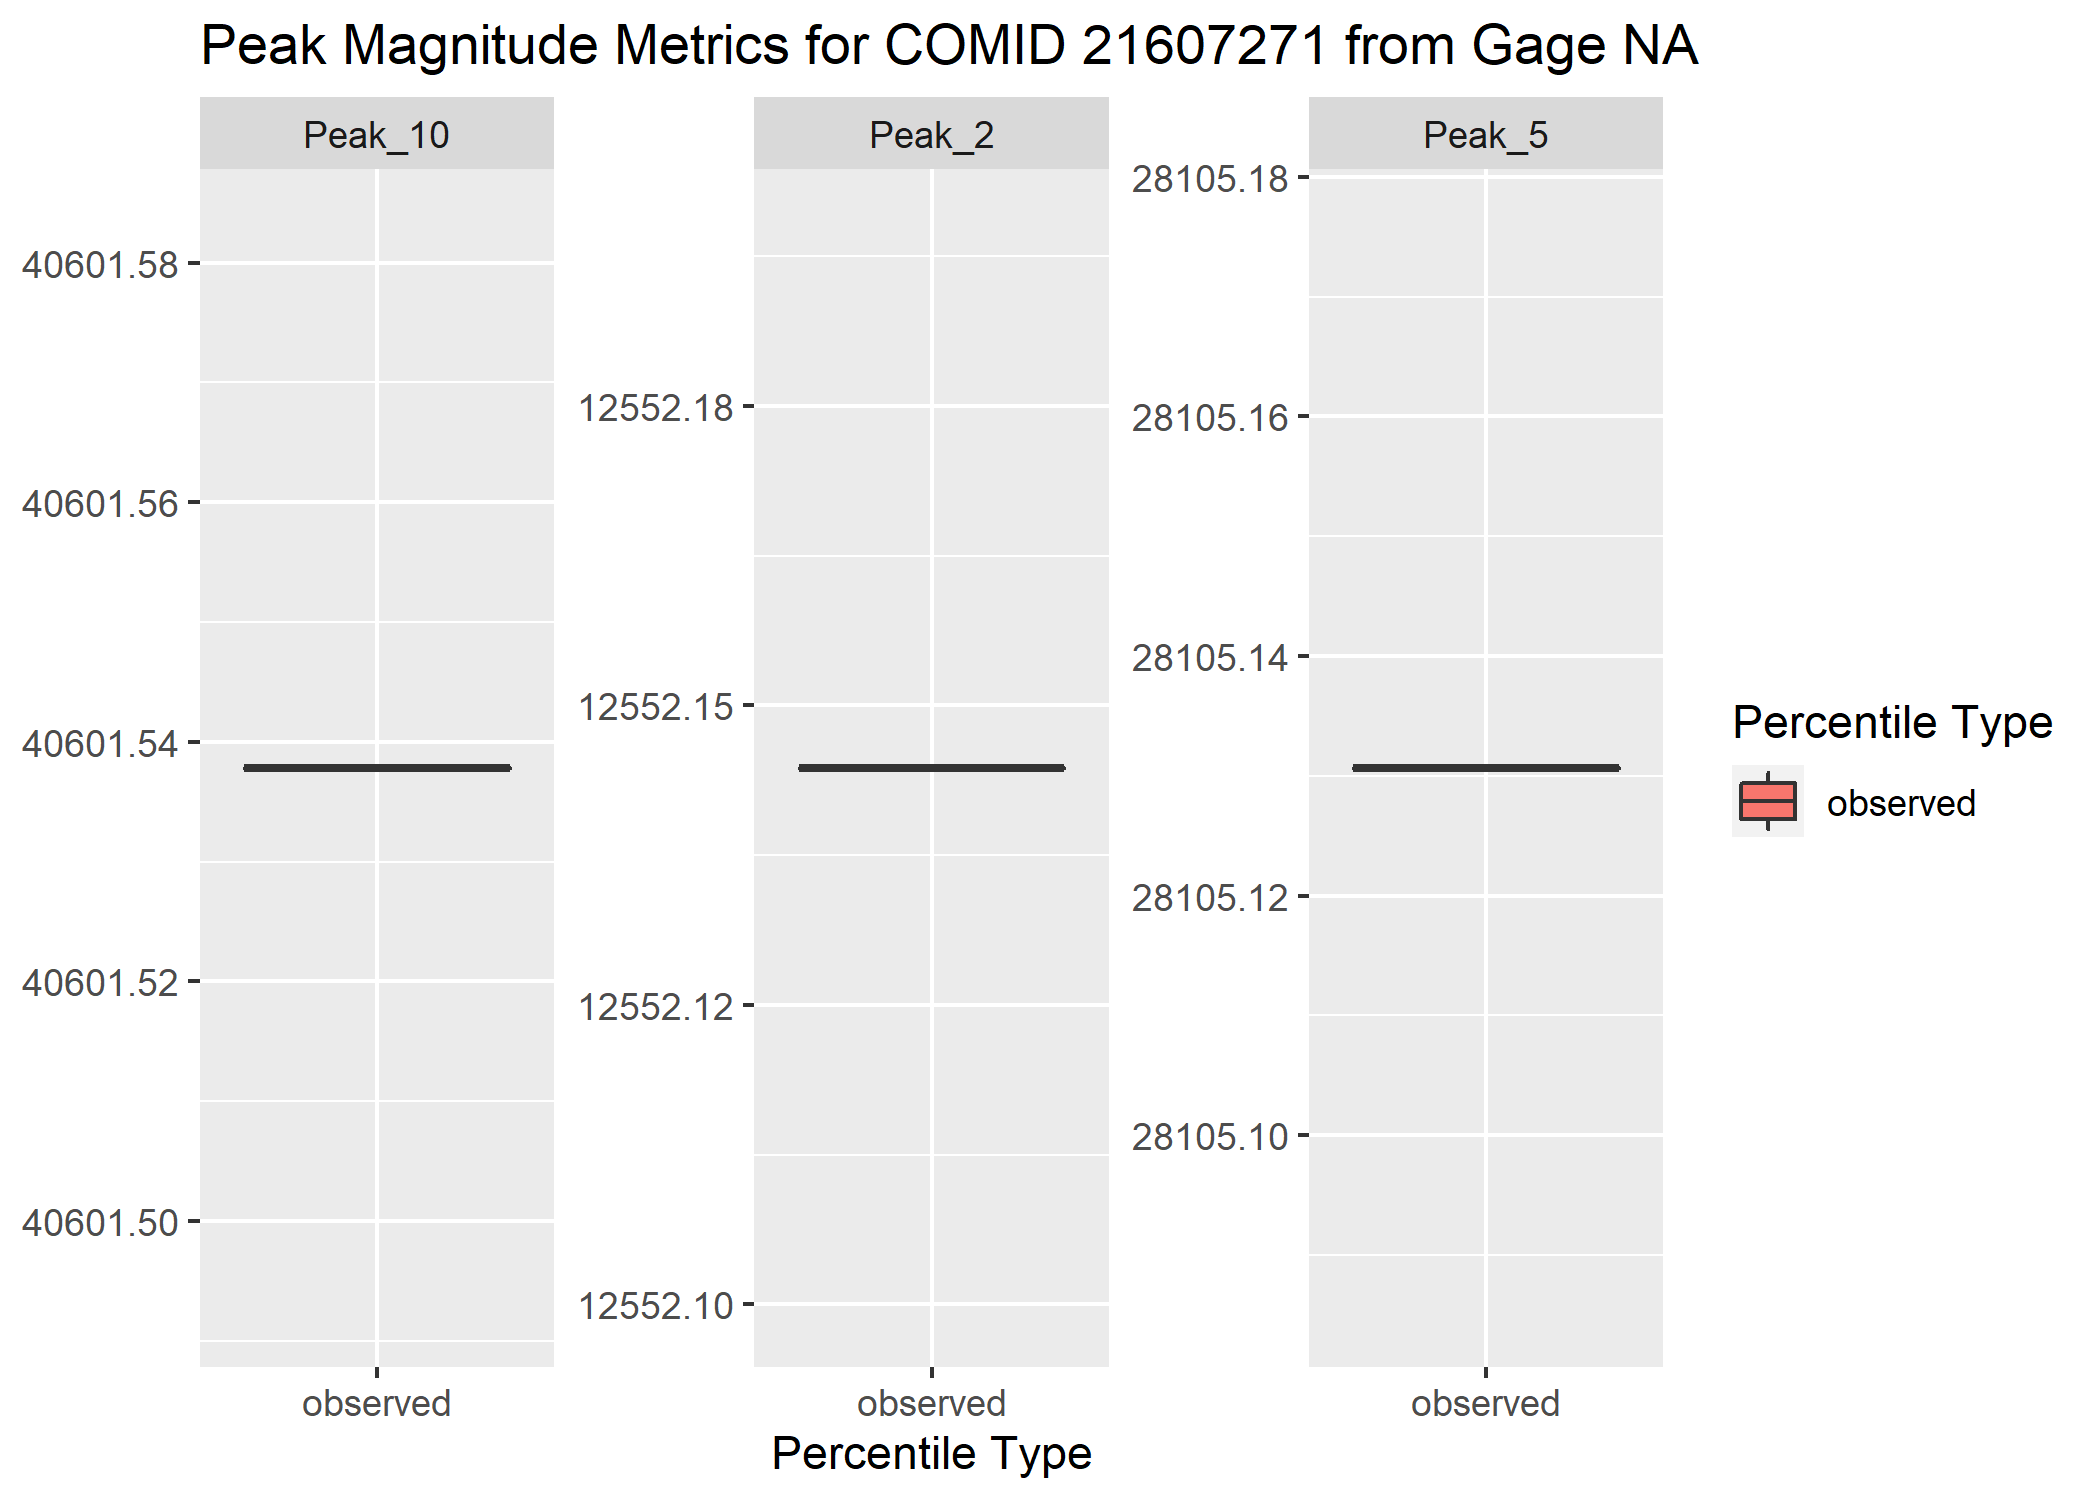 Peak Magnitude Metrics for COMID 21607271 from Gage NA
Peak_10
40601.58
40601.56
40601.54
40601.52
40601.50
observed
Peak_2
12552.18
12552.15
12552.12
12552.10
observed
Peak_5
28105.18
28105.16
28105.14
28105.12
28105.10
observed
Percentile Type
Percentile Type
observed